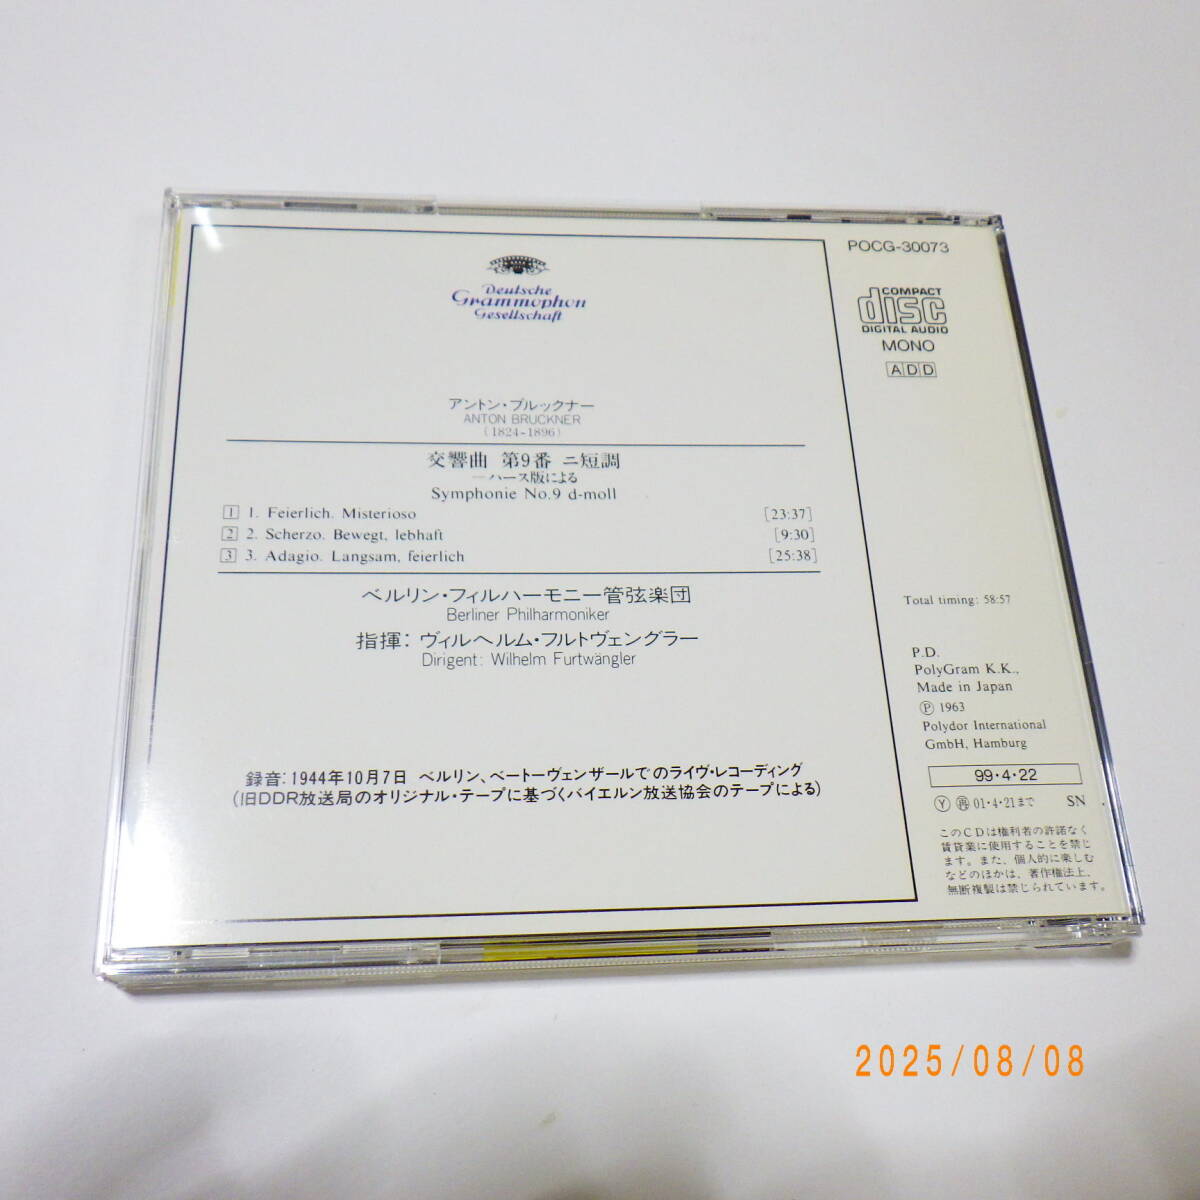 POCG-30073
COMPACT
disc
DIGITAL AUDIO
MONO
ADD
Deutsche
Grammophon
Gesellschaft
アントン・ブルックナー
ANTON BRUCKNER
(1824-1896)
交響曲 第9番 ニ短調
―ハース版による
Symphonie No.9 d-moll
1 1. Feierlich. Misterioso [23:37]
2 2. Scherzo. Bewegt, lebhaft [9:30]
3 3. Adagio. Langsam, feierlich [25:38]
ベルリン・フィルハーモニー管弦楽団
Berliner Philharmoniker
指揮: ヴィルヘルム・フルトヴェングラー
Dirigent: Wilhelm Furtwängler
録音:1944年10月7日 ベルリン、ベートーヴェンザールでのライヴ・レコーディング
(旧DDR放送局のオリジナル・テープに基づくバイエルン放送協会のテープによる)
Total timing: 58:57
P.D.
PolyGram K.K.,
Made in Japan
Ⓟ 1963
Polydor International
GmbH, Hamburg
99・4・22
Ⓨ 再 01・4・21まで SN
このCDは権利者の許諾なく
賃貸業に使用することを禁じ
ます。また、個人的に楽しむ
などのほかは、著作権法上、
無断複製は禁じられています。
2025/08/08